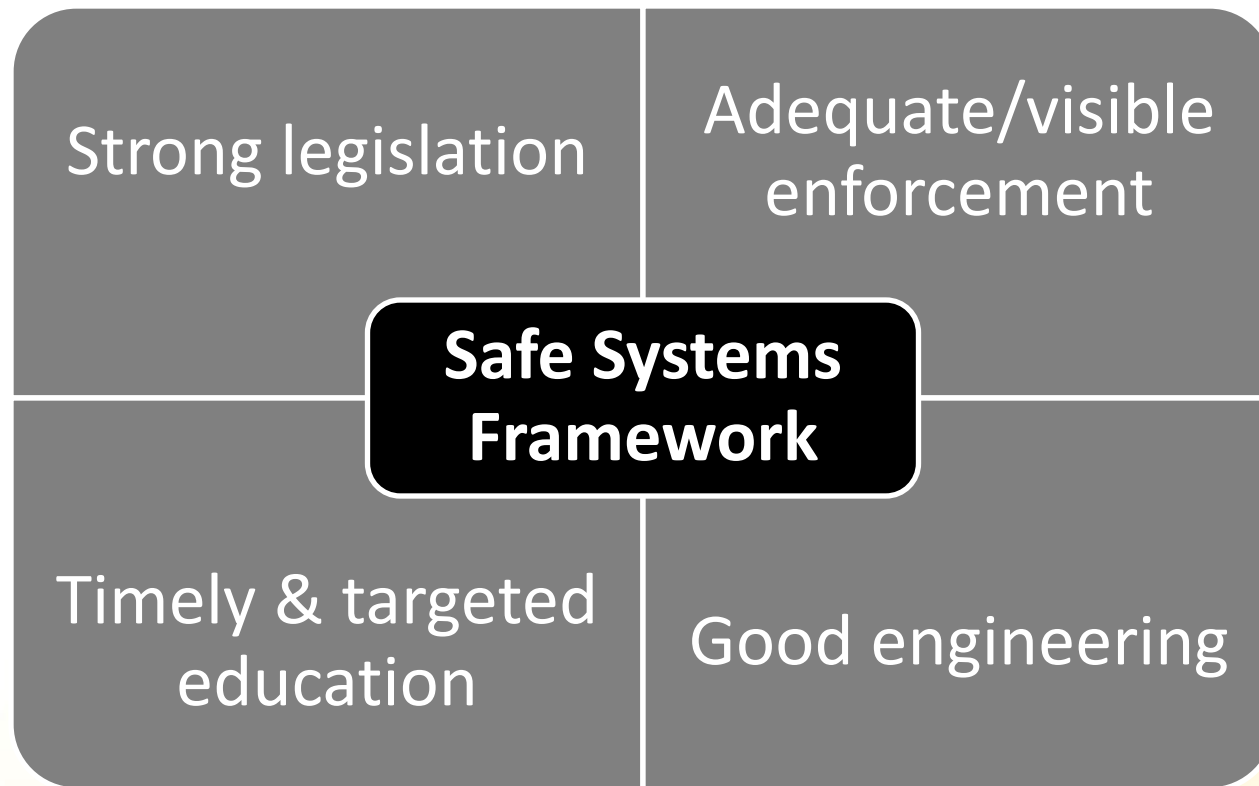 Strong legislation
Adequate/visible
enforcement
Safe Systems
Framework
Timely & targeted
education
Good engineering